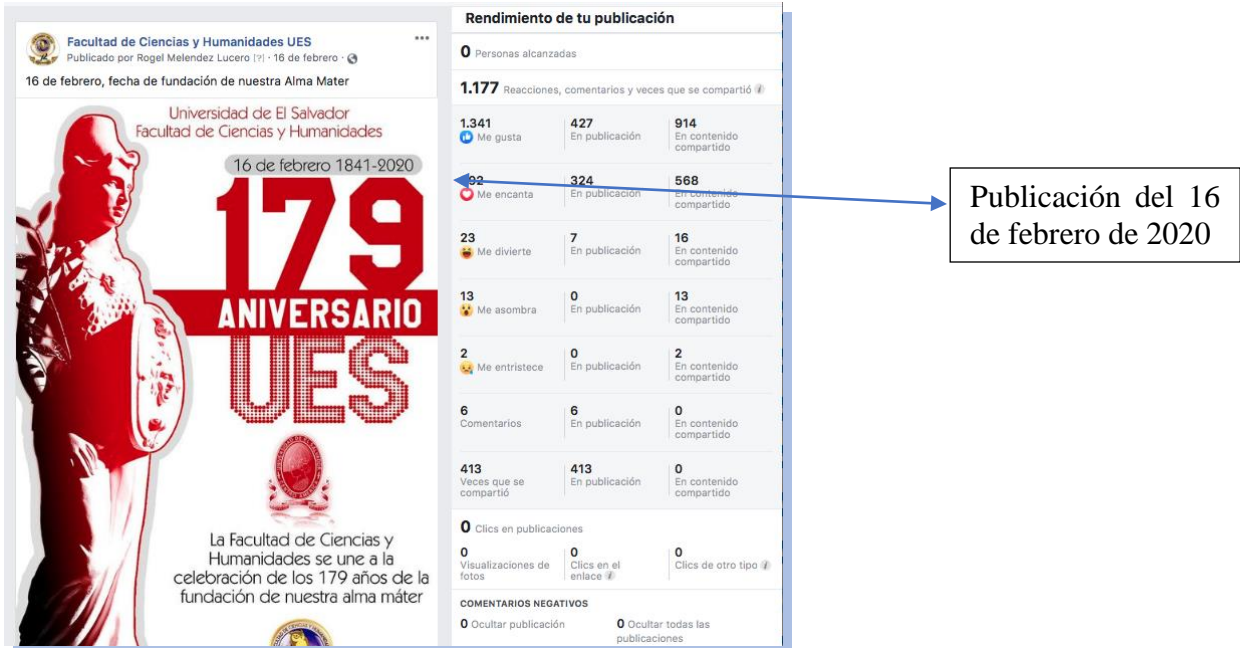 Facultad de Ciencias y Humanidades UES
Publicado por Rogel Melendez Lucero [?] · 16 de febrero ·
16 de febrero, fecha de fundación de nuestra Alma Mater
Universidad de El Salvador
Facultad de Ciencias y Humanidades
16 de febrero 1841-2020
179
ANIVERSARIO
UES
La Facultad de Ciencias y
Humanidades se une a la
celebración de los 179 años de la
fundación de nuestra alma máter
Rendimiento de tu publicación
0 Personas alcanzadas
1.177 Reacciones, comentarios y veces que se compartió
1.341 427 914
Me gusta En publicación En contenido
compartido
324 568
Me encanta En publicación En contenido
compartido
23 7 16
Me divierte En publicación En contenido
compartido
13 0 13
Me asombra En publicación En contenido
compartido
2 0 2
Me entristece En publicación En contenido
compartido
6 6 0
Comentarios En publicación En contenido
compartido
413 413 0
Veces que se En publicación En contenido
compartió compartido
0 Clics en publicaciones
0 0 0
Visualizaciones de Clics en el Clics de otro tipo
fotos enlace
COMENTARIOS NEGATIVOS
0 Ocultar publicación 0 Ocultar todas las
publicaciones
Publicación del 16
de febrero de 2020